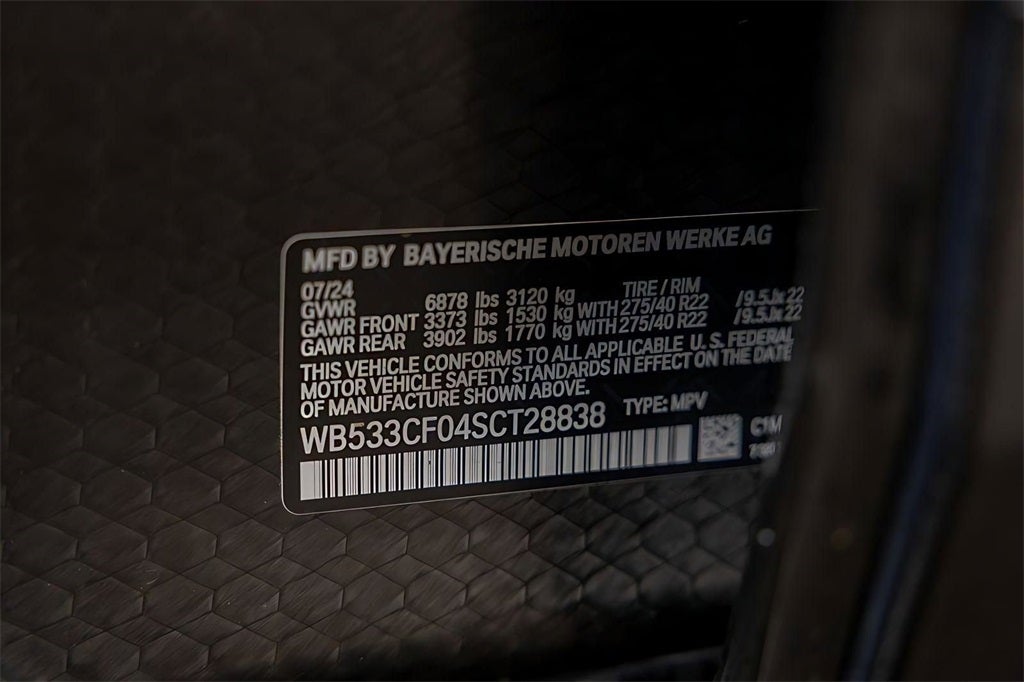 MFD BY BAYERISCHE MOTOREN WERKE AG
07/24 TIRE / RIM
GVWR 6878 lbs 3120 kg
GAWR FRONT 3373 lbs 1530 kg WITH 275/40 R22 /9.5Jx22
GAWR REAR 3902 lbs 1770 kg WITH 275/40 R22 /9.5Jx22
THIS VEHICLE CONFORMS TO ALL APPLICABLE U.S. FEDERAL
MOTOR VEHICLE SAFETY STANDARDS IN EFFECT ON THE DATE
OF MANUFACTURE SHOWN ABOVE.
WB533CF04SCT28838 TYPE: MPV
C1M